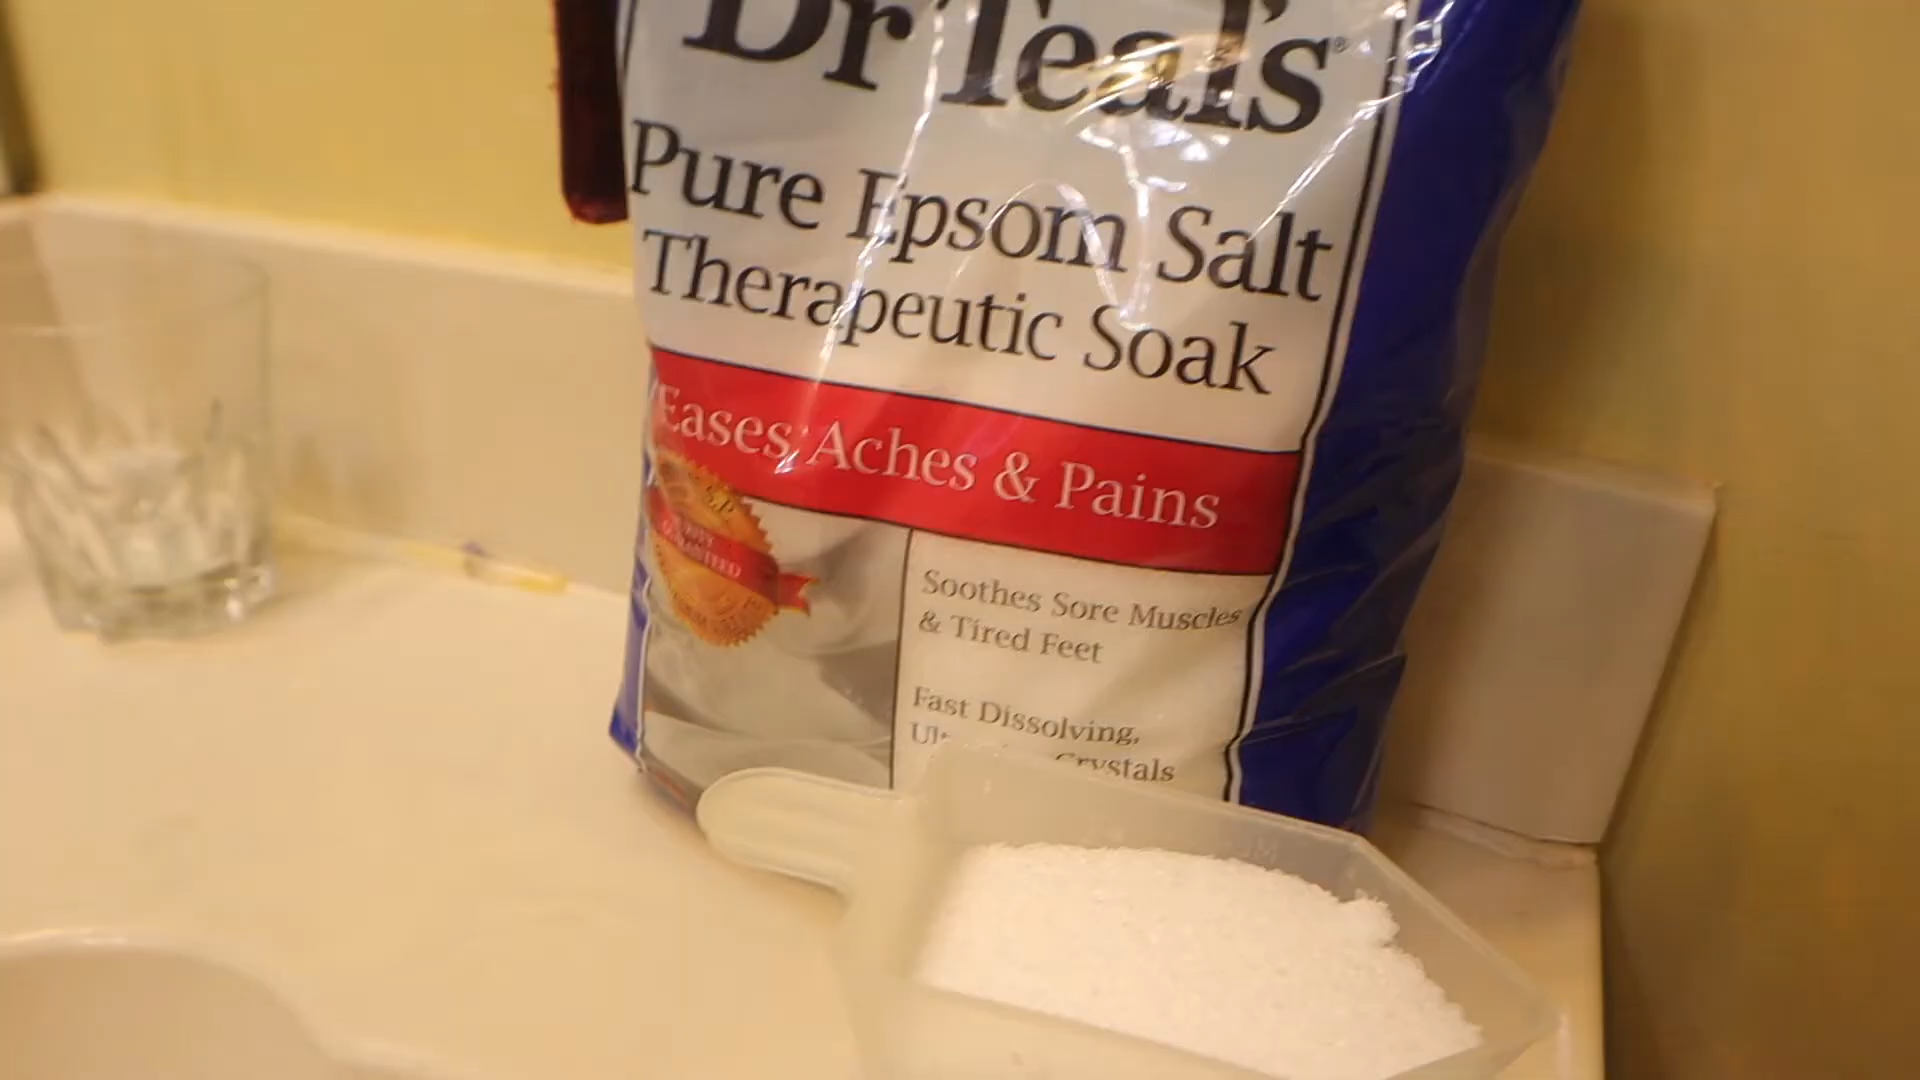 Dr Teal's®
Pure Epsom Salt
Therapeutic Soak
Eases Aches & Pains
Soothes Sore Muscles
& Tired Feet
Fast Dissolving,
Crystals